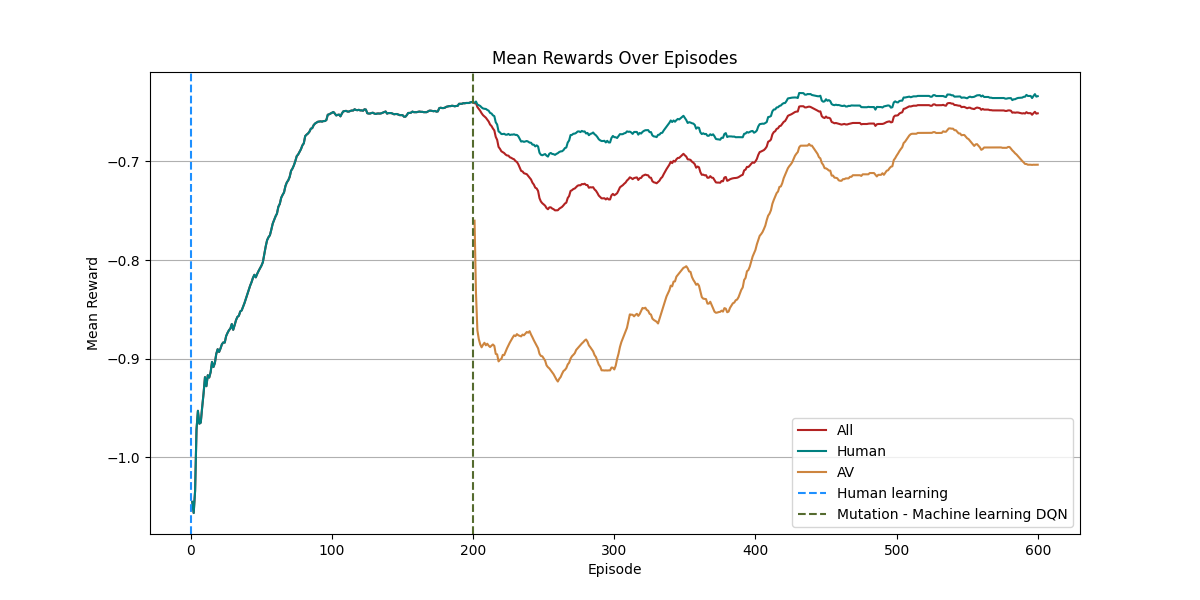 Mean Rewards Over Episodes
Mean Reward
−0.7
−0.8
−0.9
−1.0
0 100 200 300 400 500 600
Episode
All
Human
AV
Human learning
Mutation - Machine learning DQN